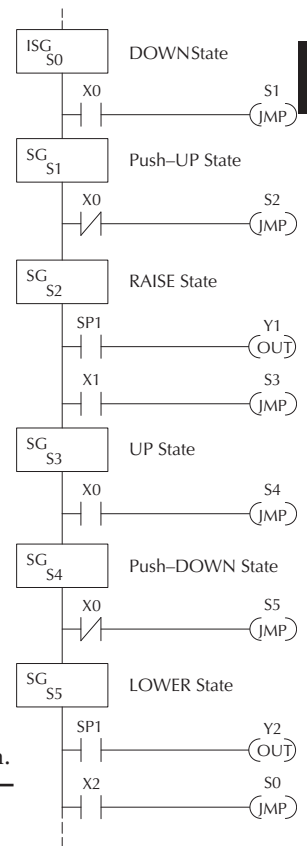 ISG
S0
DOWNState
X0
S1
JMP
SG
S1
Push–UP State
X0
S2
JMP
SG
S2
RAISE State
SP1
Y1
OUT
X1
S3
JMP
SG
S3
UP State
X0
S4
JMP
SG
S4
Push–DOWN State
X0
S5
JMP
SG
S5
LOWER State
SP1
Y2
OUT
X2
S0
JMP